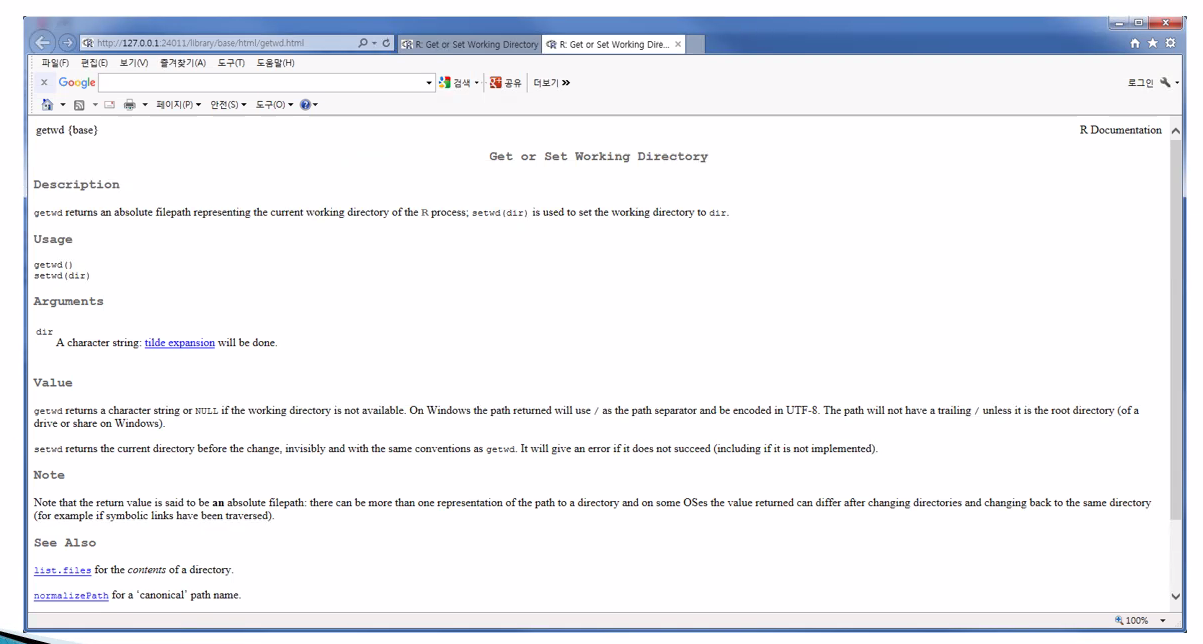 http://127.0.0.1:24011/library/base/html/getwd.html
R: Get or Set Working Directory
R: Get or Set Working Dire...
파일(F) 편집(E) 보기(V) 즐겨찾기(A) 도구(T) 도움말(H)
x Google 검색 공유 더보기 »
로그인
페이지(P) 안전(S) 도구(O)
getwd {base}
R Documentation
Get or Set Working Directory
Description
getwd returns an absolute filepath representing the current working directory of the R process; setwd(dir) is used to set the working directory to dir.
Usage
getwd()
setwd(dir)
Arguments
dir
A character string: tilde expansion will be done.
Value
getwd returns a character string or NULL if the working directory is not available. On Windows the path returned will use / as the path separator and be encoded in UTF-8. The path will not have a trailing / unless it is the root directory (of a
drive or share on Windows).
setwd returns the current directory before the change, invisibly and with the same conventions as getwd. It will give an error if it does not succeed (including if it is not implemented).
Note
Note that the return value is said to be an absolute filepath: there can be more than one representation of the path to a directory and on some OSes the value returned can differ after changing directories and changing back to the same directory
(for example if symbolic links have been traversed).
See Also
list.files for the contents of a directory.
normalizePath for a ‘canonical’ path name.
100%